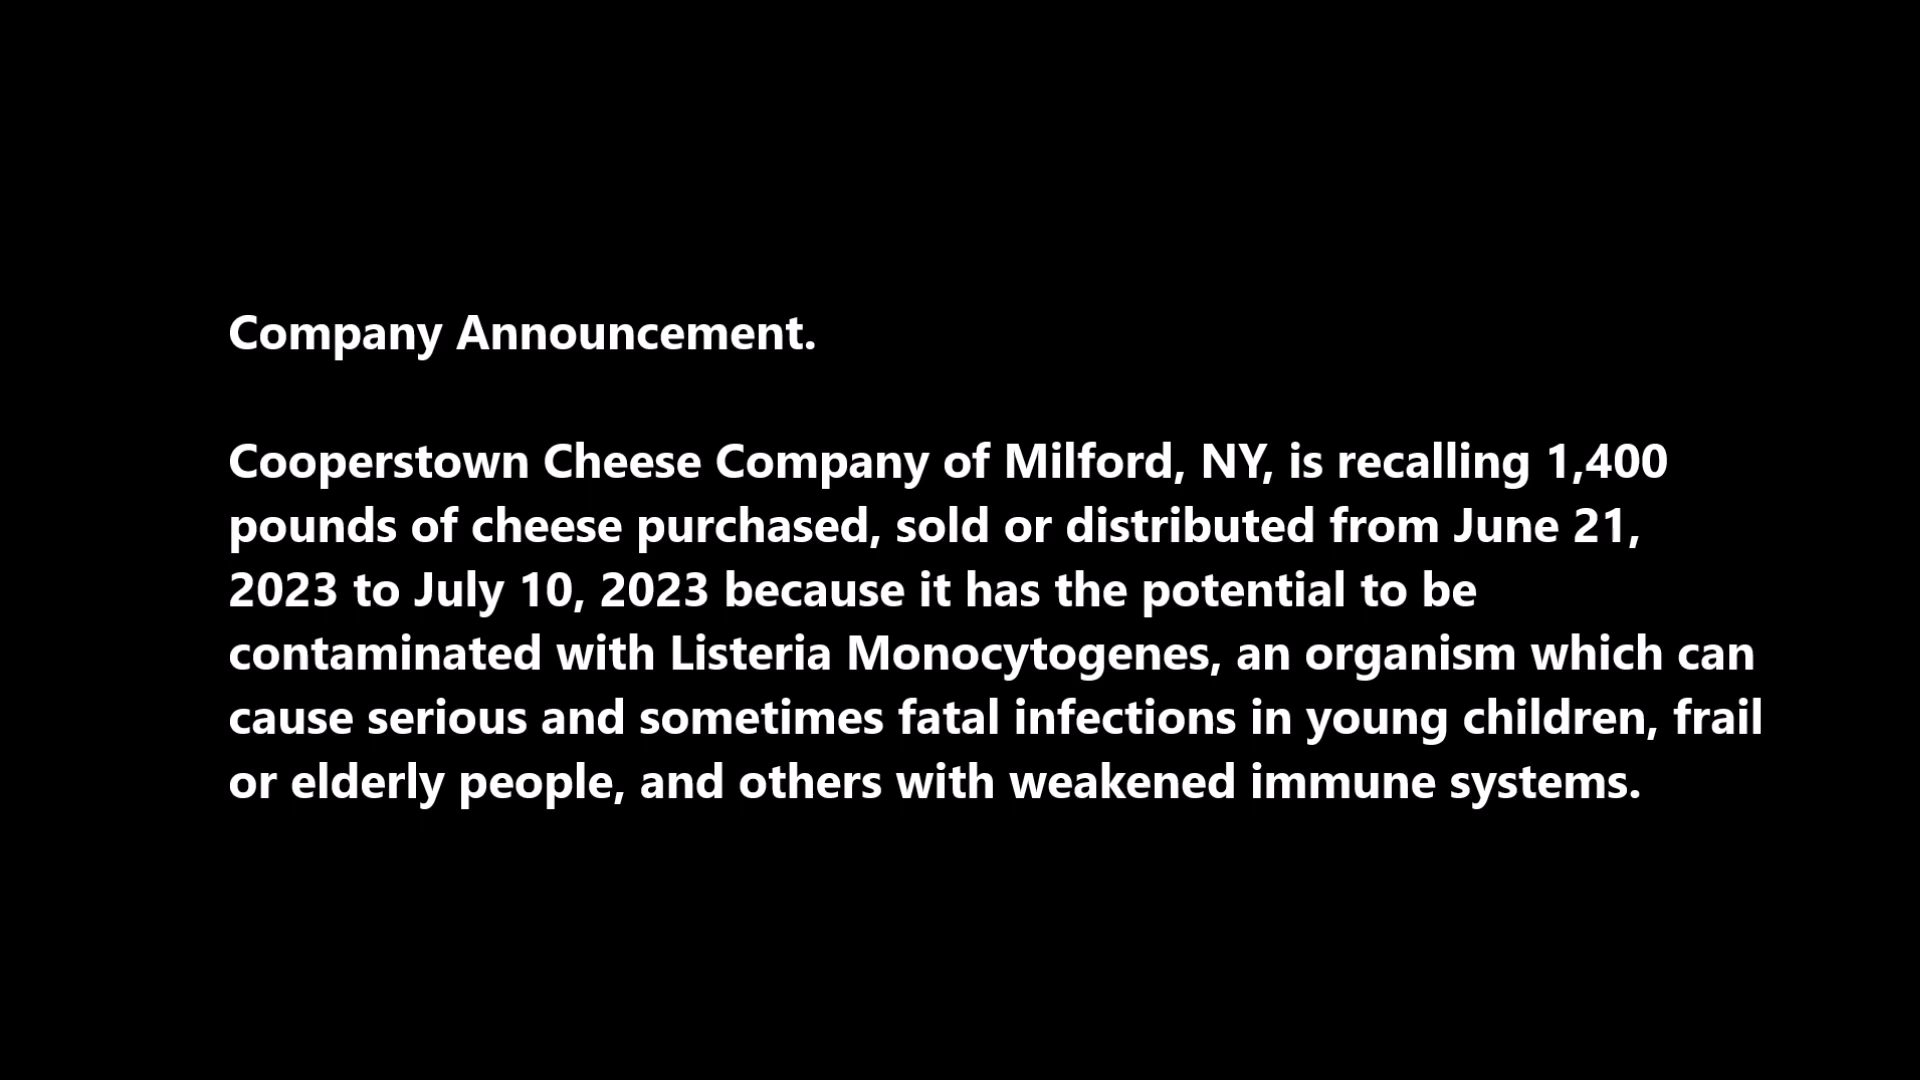 Company Announcement.
Cooperstown Cheese Company of Milford, NY, is recalling 1,400
pounds of cheese purchased, sold or distributed from June 21,
2023 to July 10, 2023 because it has the potential to be
contaminated with Listeria Monocytogenes, an organism which can
cause serious and sometimes fatal infections in young children, frail
or elderly people, and others with weakened immune systems.